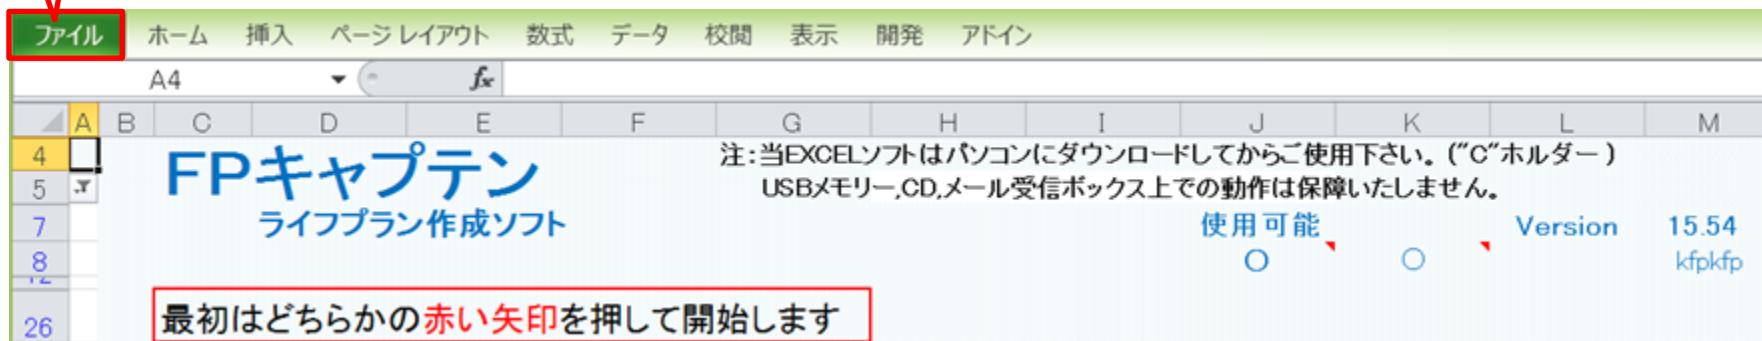 ファイル ホーム 挿入 ページ レイアウト 数式 データ 校閲 表示 開発 アドイン
A4 fx
A B C D E F G H I J K L M
4 FPキャプテン 注:当EXCELソフトはパソコンにダウンロードしてからご使用下さい。("C"ホルダー)
5 USBメモリー,CD,メール受信ボックス上での動作は保障いたしません。
7 ライフプラン作成ソフト 使用可能 Version 15.54
8 〇 〇 kfpkfp
26 最初はどちらかの赤い矢印を押して開始します